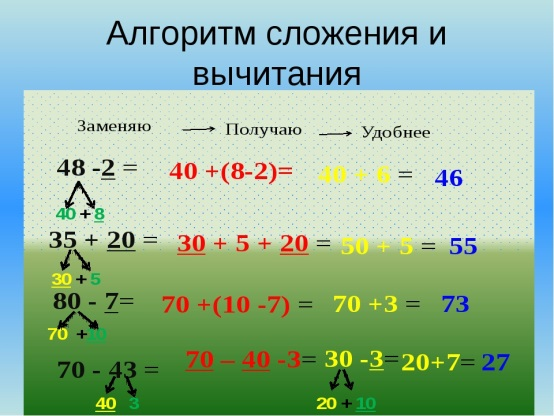 Алгоритм сложения и
вычитания
Заменяю Получаю Удобнее
48 -2 = 40 +(8-2)= 40 + 6 = 46
40 + 8
35 + 20 = 30 + 5 + 20 = 50 + 5 = 55
30 + 5
80 - 7= 70 +(10 -7) = 70 +3 = 73
70 +10
70 - 43 = 70 – 40 -3= 30 -3= 20+7= 27
40 3 20 + 10